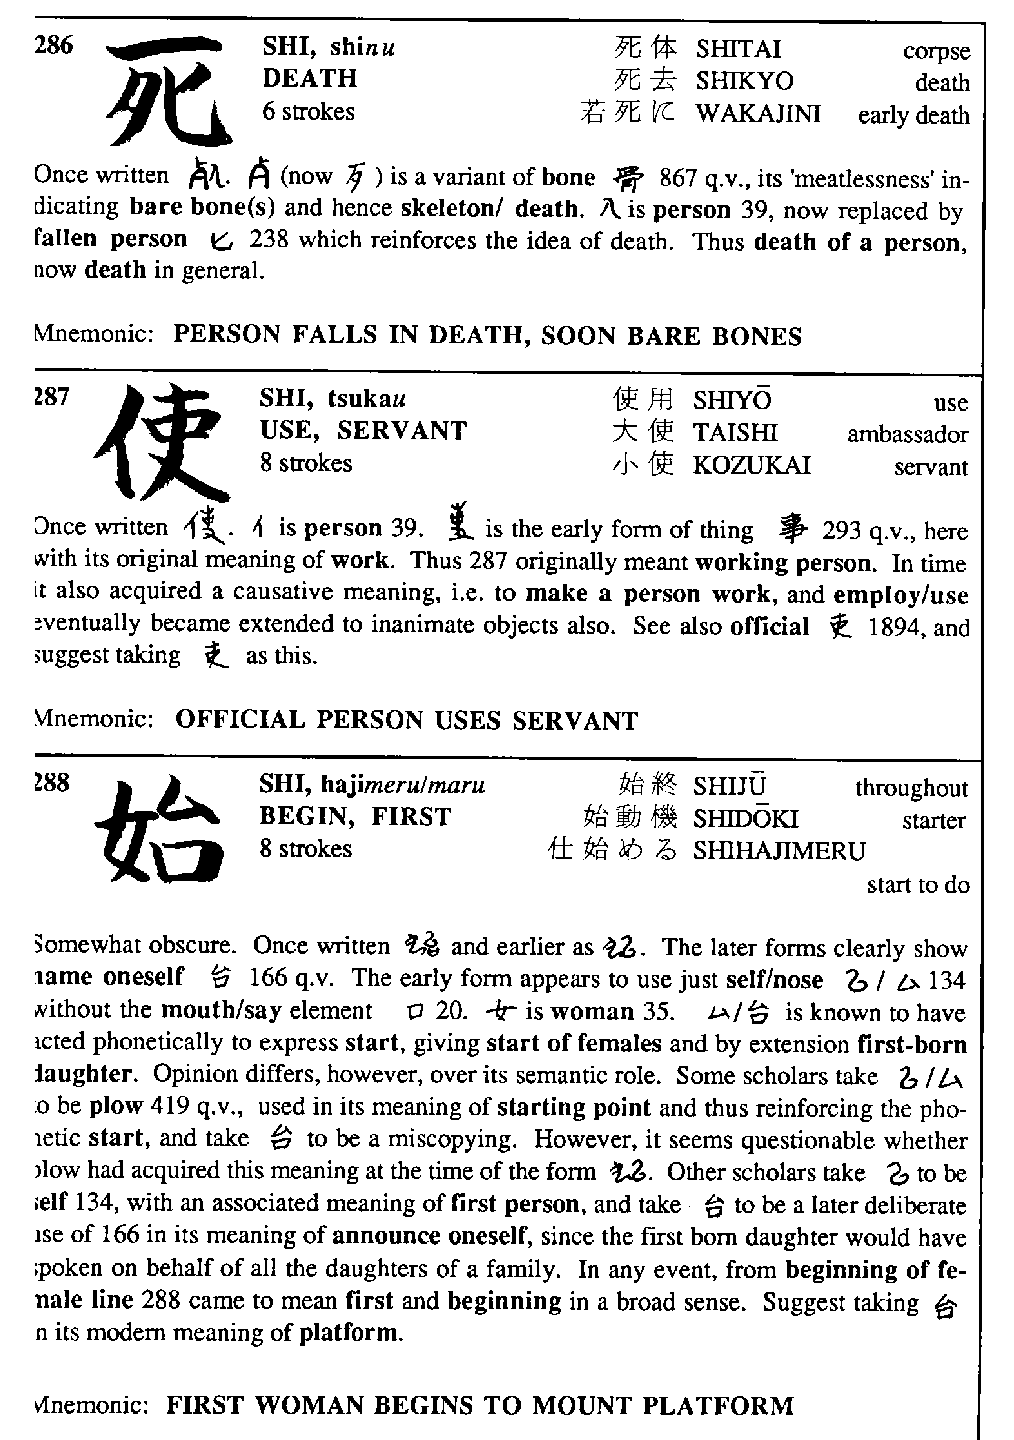 286 死 SHI, shinu 死体 SHITAI corpse
DEATH 死去 SHIKYO death
6 strokes 若死に WAKAJINI early death
Once written . (now 歹 ) is a variant of bone 骨 867 q.v., its 'meatlessness' in-
dicating bare bone(s) and hence skeleton/ death. is person 39, now replaced by
fallen person 匕 238 which reinforces the idea of death. Thus death of a person,
now death in general.
Mnemonic: PERSON FALLS IN DEATH, SOON BARE BONES
287 使 SHI, tsukau 使用 SHIYŌ use
USE, SERVANT 大使 TAISHI ambassador
8 strokes 小使 KOZUKAI servant
Once written . 亻 is person 39. is the early form of thing 事 293 q.v., here
with its original meaning of work. Thus 287 originally meant working person. In time
it also acquired a causative meaning, i.e. to make a person work, and employ/use
eventually became extended to inanimate objects also. See also official 吏 1894, and
suggest taking 吏 as this.
Mnemonic: OFFICIAL PERSON USES SERVANT
288 始 SHI, hajimeru/maru 始終 SHIJŪ throughout
BEGIN, FIRST 始動機 SHIDŌKI starter
8 strokes 仕始める SHIHAJIMERU
start to do
Somewhat obscure. Once written and earlier as . The later forms clearly show
name oneself 台 166 q.v. The early form appears to use just self/nose / ム 134
without the mouth/say element 口 20. 女 is woman 35. ム/台 is known to have
acted phonetically to express start, giving start of females and by extension first-born
daughter. Opinion differs, however, over its semantic role. Some scholars take /ム
to be plow 419 q.v., used in its meaning of starting point and thus reinforcing the pho-
netic start, and take 台 to be a miscopying. However, it seems questionable whether
plow had acquired this meaning at the time of the form . Other scholars take to be
self 134, with an associated meaning of first person, and take 台 to be a later deliberate
use of 166 in its meaning of announce oneself, since the first born daughter would have
spoken on behalf of all the daughters of a family. In any event, from beginning of fe-
male line 288 came to mean first and beginning in a broad sense. Suggest taking 台
in its modern meaning of platform.
Mnemonic: FIRST WOMAN BEGINS TO MOUNT PLATFORM